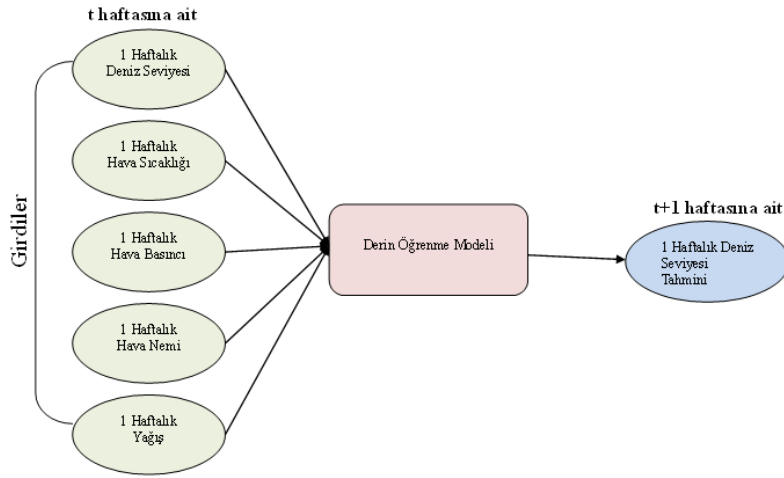 t haftasına ait
1 Haftalık
Deniz Seviyesi
1 Haftalık
Hava Sıcaklığı
1 Haftalık
Hava Basıncı
1 Haftalık
Hava Nemi
1 Haftalık
Yağış
Girdiler
Derin Öğrenme Modeli
t+1 haftasına ait
1 Haftalık Deniz
Seviyesi
Tahmini